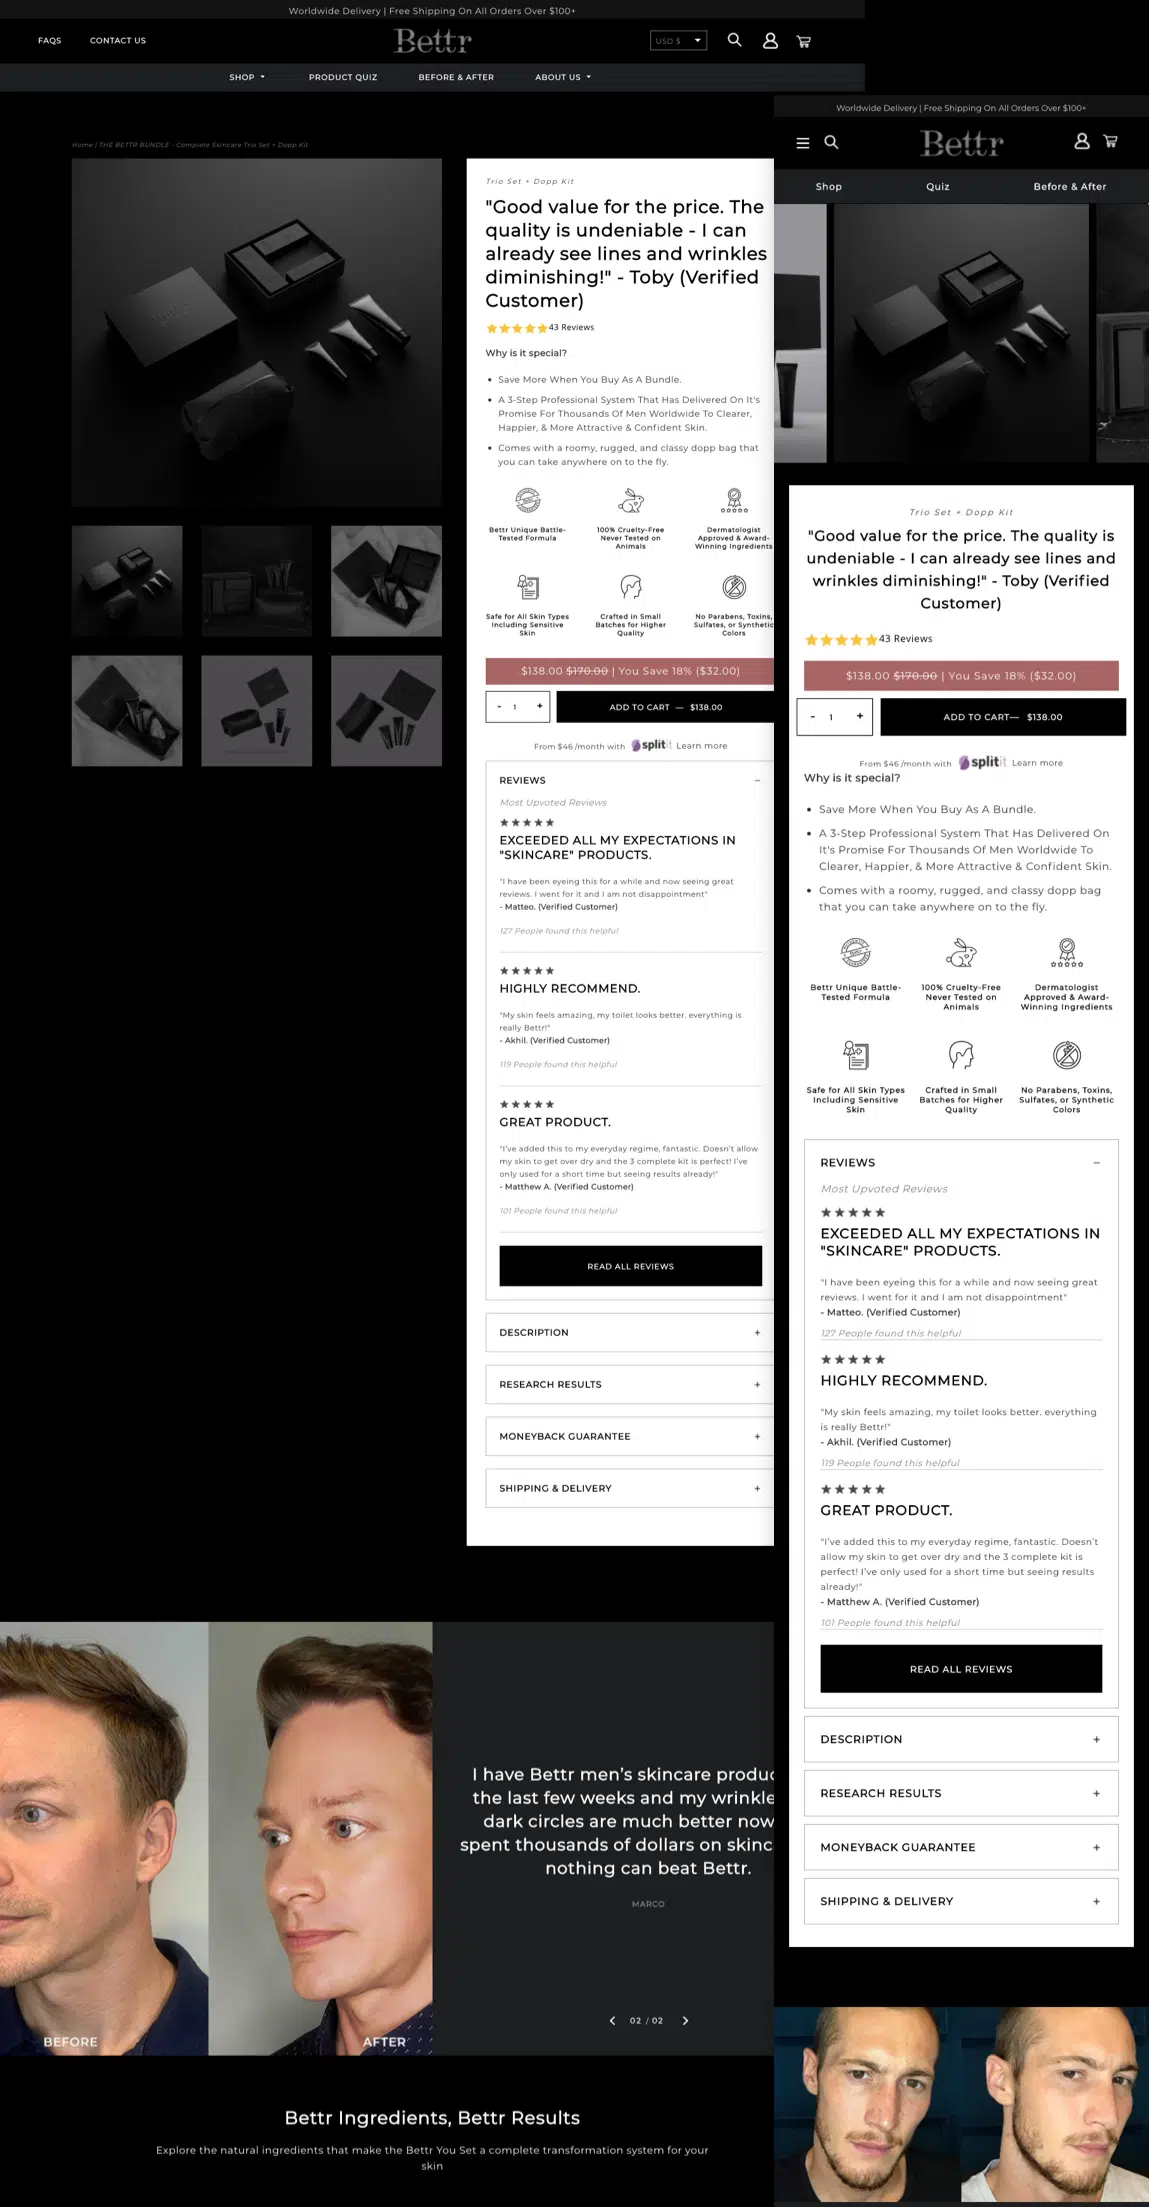 Worldwide Delivery | Free Shipping On All Orders Over $100+
FAQS
CONTACT US
Bettr
USD $
SHOP
PRODUCT QUIZ
BEFORE & AFTER
ABOUT US
Home | THE BETTR BUNDLE - Complete Skincare Trio Set + Dopp Kit
Trio Set + Dopp Kit
"Good value for the price. The
quality is undeniable - I can
already see lines and wrinkles
diminishing!" - Toby (Verified
Customer)
43 Reviews
Why is it special?
• Save More When You Buy As A Bundle.
• A 3-Step Professional System That Has Delivered On It's
Promise For Thousands Of Men Worldwide To Clearer,
Happier, & More Attractive & Confident Skin.
• Comes with a roomy, rugged, and classy dopp bag that
you can take anywhere on to the fly.
Bettr Unique Battle-
Tested Formula
100% Cruelty-Free
Never Tested on
Animals
Dermatologist
Approved & Award-
Winning Ingredients
Safe for All Skin Types
Including Sensitive
Skin
Crafted in Small
Batches for Higher
Quality
No Parabens, Toxins,
Sulfates, or Synthetic
Colors
$138.00 $170.00 | You Save 18% ($32.00)
- 1 +
ADD TO CART — $138.00
From $46 /month with splitit Learn more
REVIEWS −
Most Upvoted Reviews
★★★★★
EXCEEDED ALL MY EXPECTATIONS IN
"SKINCARE" PRODUCTS.
"I have been eyeing this for a while and now seeing great
reviews. I went for it and I am not disappointment"
- Matteo. (Verified Customer)
127 People found this helpful
★★★★★
HIGHLY RECOMMEND.
"My skin feels amazing, my toilet looks better. everything is
really Bettr!"
- Akhil. (Verified Customer)
119 People found this helpful
★★★★★
GREAT PRODUCT.
"I've added this to my everyday regime, fantastic. Doesn't allow
my skin to get over dry and the 3 complete kit is perfect! I've
only used for a short time but seeing results already!"
- Matthew A. (Verified Customer)
101 People found this helpful
READ ALL REVIEWS
DESCRIPTION +
RESEARCH RESULTS +
MONEYBACK GUARANTEE +
SHIPPING & DELIVERY +
BEFORE
AFTER
I have Bettr men's skincare produc
the last few weeks and my wrinkle
dark circles are much better now
spent thousands of dollars on skinc
nothing can beat Bettr.
MARCO
02 / 02
Bettr Ingredients, Bettr Results
Explore the natural ingredients that make the Bettr You Set a complete transformation system for your
skin
Worldwide Delivery | Free Shipping On All Orders Over $100+
Bettr
Shop
Quiz
Before & After
Trio Set + Dopp Kit
"Good value for the price. The quality is
undeniable - I can already see lines and
wrinkles diminishing!" - Toby (Verified
Customer)
43 Reviews
$138.00 $170.00 | You Save 18% ($32.00)
- 1 +
ADD TO CART— $138.00
From $46 /month with splitit Learn more
Why is it special?
• Save More When You Buy As A Bundle.
• A 3-Step Professional System That Has Delivered On
It's Promise For Thousands Of Men Worldwide To
Clearer, Happier, & More Attractive & Confident Skin.
• Comes with a roomy, rugged, and classy dopp bag
that you can take anywhere on to the fly.
Bettr Unique Battle-
Tested Formula
100% Cruelty-Free
Never Tested on
Animals
Dermatologist
Approved & Award-
Winning Ingredients
Safe for All Skin Types
Including Sensitive
Skin
Crafted in Small
Batches for Higher
Quality
No Parabens, Toxins,
Sulfates, or Synthetic
Colors
REVIEWS −
Most Upvoted Reviews
★★★★★
EXCEEDED ALL MY EXPECTATIONS IN
"SKINCARE" PRODUCTS.
"I have been eyeing this for a while and now seeing great
reviews. I went for it and I am not disappointment"
- Matteo. (Verified Customer)
127 People found this helpful
★★★★★
HIGHLY RECOMMEND.
"My skin feels amazing, my toilet looks better. everything
is really Bettr!"
- Akhil. (Verified Customer)
119 People found this helpful
★★★★★
GREAT PRODUCT.
"I've added this to my everyday regime, fantastic. Doesn't
allow my skin to get over dry and the 3 complete kit is
perfect! I've only used for a short time but seeing results
already!"
- Matthew A. (Verified Customer)
101 People found this helpful
READ ALL REVIEWS
DESCRIPTION +
RESEARCH RESULTS +
MONEYBACK GUARANTEE +
SHIPPING & DELIVERY +